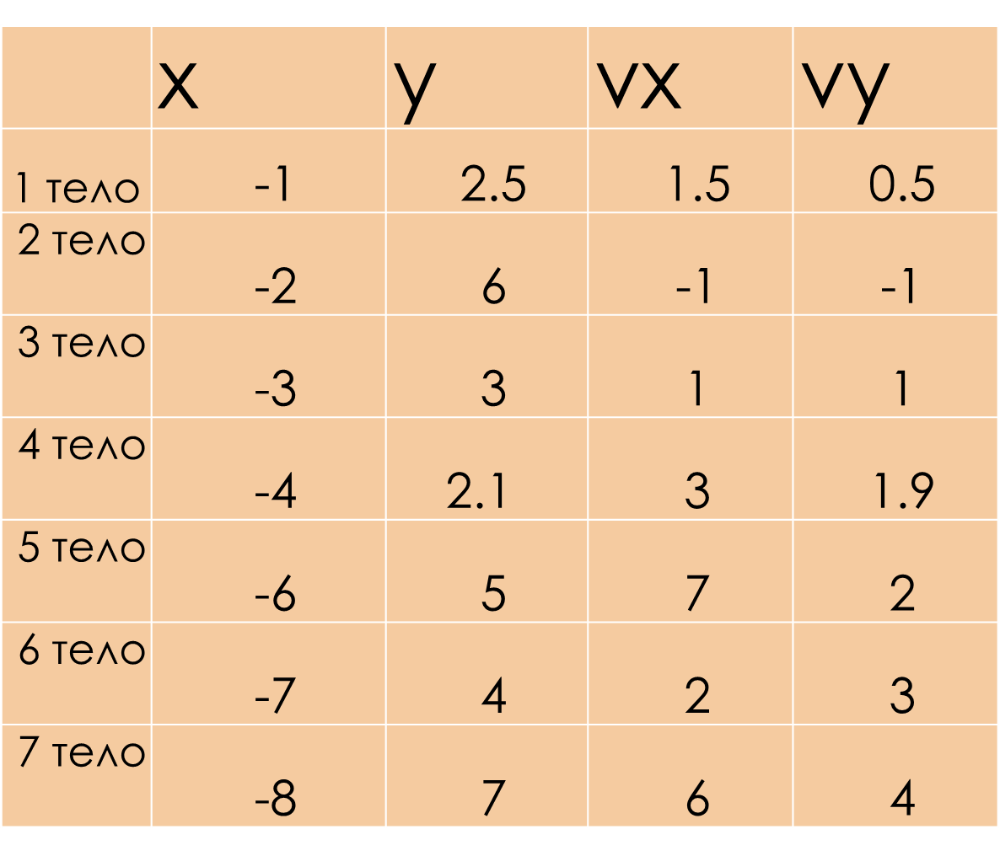 x y vx vy
1 тело -1 2.5 1.5 0.5
2 тело -2 6 -1 -1
3 тело -3 3 1 1
4 тело -4 2.1 3 1.9
5 тело -6 5 7 2
6 тело -7 4 2 3
7 тело -8 7 6 4